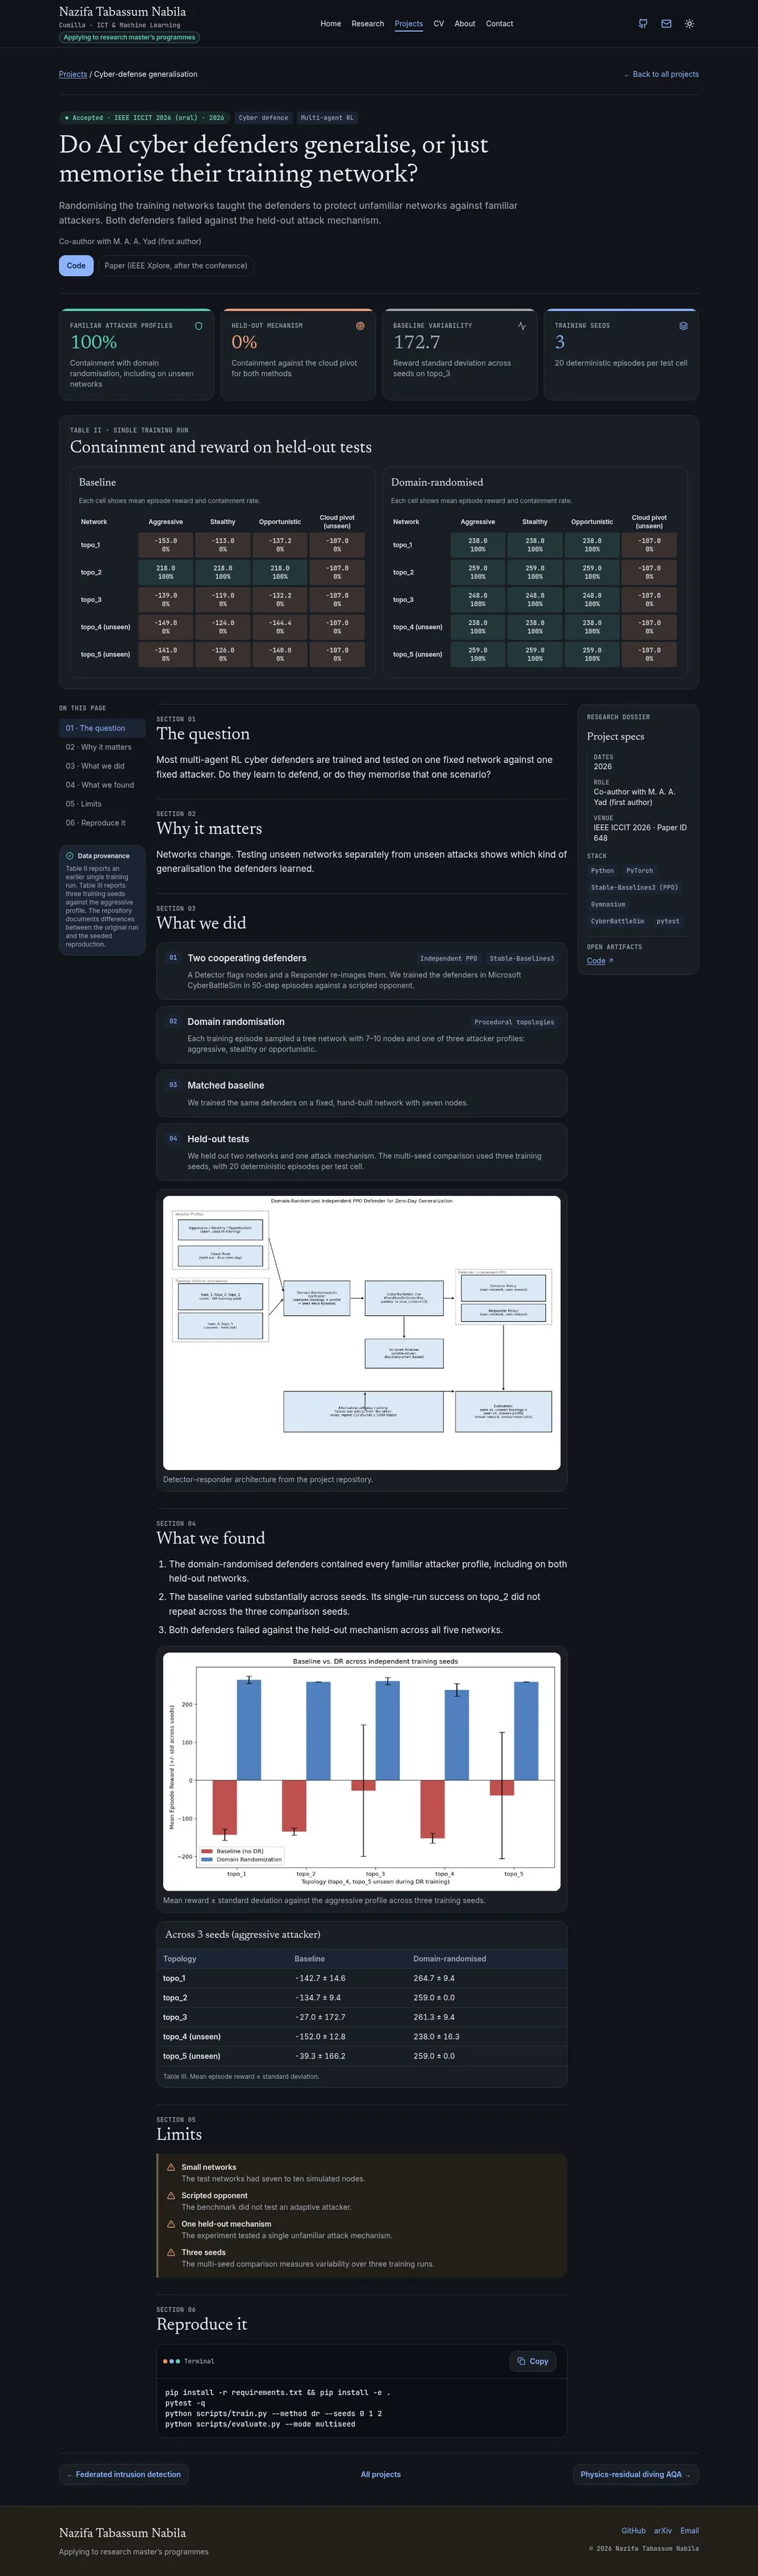 Nazifa Tabassum Nabila
Cumilla · ICT & Machine Learning
Applying to research master's programmes
Home Research Projects CV About Contact
Projects / Cyber-defense generalisation
← Back to all projects
Accepted · IEEE ICCIT 2026 (oral) · 2026
Cyber defence
Multi-agent RL
Do AI cyber defenders generalise, or just
memorise their training network?
Randomising the training networks taught the defenders to protect unfamiliar networks against familiar
attackers. Both defenders failed against the held-out attack mechanism.
Co-author with M. A. A. Yad (first author)
Code
Paper (IEEE Xplore, after the conference)
FAMILIAR ATTACKER PROFILES
100%
Containment with domain
randomisation, including on unseen
networks
HELD-OUT MECHANISM
0%
Containment against the cloud pivot
for both methods
BASELINE VARIABILITY
172.7
Reward standard deviation across
seeds on topo_3
TRAINING SEEDS
3
20 deterministic episodes per test cell
TABLE II · SINGLE TRAINING RUN
Containment and reward on held-out tests
Baseline
Each cell shows mean episode reward and containment rate.
Network Aggressive Stealthy Opportunistic Cloud pivot
(unseen)
topo_1 -153.0 -113.0 -137.2 -107.0
0% 0% 0% 0%
topo_2 218.0 218.0 218.0 -107.0
100% 100% 100% 0%
topo_3 -139.0 -119.0 -132.2 -107.0
0% 0% 0% 0%
topo_4 (unseen) -149.0 -124.0 -144.4 -107.0
0% 0% 0% 0%
topo_5 (unseen) -141.0 -126.0 -140.0 -107.0
0% 0% 0% 0%
Domain-randomised
Each cell shows mean episode reward and containment rate.
Network Aggressive Stealthy Opportunistic Cloud pivot
(unseen)
topo_1 238.0 238.0 238.0 -107.0
100% 100% 100% 0%
topo_2 259.0 259.0 259.0 -107.0
100% 100% 100% 0%
topo_3 248.0 248.0 248.0 -107.0
100% 100% 100% 0%
topo_4 (unseen) 238.0 238.0 238.0 -107.0
100% 100% 100% 0%
topo_5 (unseen) 259.0 259.0 259.0 -107.0
100% 100% 100% 0%
ON THIS PAGE
01 · The question
02 · Why it matters
03 · What we did
04 · What we found
05 · Limits
06 · Reproduce it
Data provenance
Table II reports an
earlier single training
run. Table III reports
three training seeds
against the aggressive
profile. The repository
documents differences
between the original run
and the seeded
reproduction.
SECTION 01
The question
Most multi-agent RL cyber defenders are trained and tested on one fixed network against one
fixed attacker. Do they learn to defend, or do they memorise that one scenario?
SECTION 02
Why it matters
Networks change. Testing unseen networks separately from unseen attacks shows which kind of
generalisation the defenders learned.
SECTION 03
What we did
01 Two cooperating defenders Independent PPO Stable-Baselines3
A Detector flags nodes and a Responder re-images them. We trained the defenders in Microsoft
CyberBattleSim in 50-step episodes against a scripted opponent.
02 Domain randomisation Procedural topologies
Each training episode sampled a tree network with 7–10 nodes and one of three attacker profiles:
aggressive, stealthy or opportunistic.
03 Matched baseline
We trained the same defenders on a fixed, hand-built network with seven nodes.
04 Held-out tests
We held out two networks and one attack mechanism. The multi-seed comparison used three training
seeds, with 20 deterministic episodes per test cell.
Domain-Randomized Independent PPO Defender for Zero-Day Generalization
Detector–responder architecture from the project repository.
RESEARCH DOSSIER
Project specs
DATES
2026
ROLE
Co-author with M. A. A.
Yad (first author)
VENUE
IEEE ICCIT 2026 · Paper ID
648
STACK
Python PyTorch
Stable-Baselines3 (PPO)
Gymnasium
CyberBattleSim pytest
OPEN ARTIFACTS
Code ↗
SECTION 04
What we found
1. The domain-randomised defenders contained every familiar attacker profile, including on both
held-out networks.
2. The baseline varied substantially across seeds. Its single-run success on topo_2 did not
repeat across the three comparison seeds.
3. Both defenders failed against the held-out mechanism across all five networks.
Baseline vs. DR across independent training seeds
Mean Episode Reward (+/- std across seeds)
200
100
0
−100
−200
Baseline (no DR)
Domain Randomization
topo_1 topo_2 topo_3 topo_4 topo_5
Topology (topo_4, topo_5 unseen during DR training)
Mean reward ± standard deviation against the aggressive profile across three training seeds.
Across 3 seeds (aggressive attacker)
Topology Baseline Domain-randomised
topo_1 -142.7 ± 14.6 264.7 ± 9.4
topo_2 -134.7 ± 9.4 259.0 ± 0.0
topo_3 -27.0 ± 172.7 261.3 ± 9.4
topo_4 (unseen) -152.0 ± 12.8 238.0 ± 16.3
topo_5 (unseen) -39.3 ± 166.2 259.0 ± 0.0
Table III. Mean episode reward ± standard deviation.
SECTION 05
Limits
Small networks
The test networks had seven to ten simulated nodes.
Scripted opponent
The benchmark did not test an adaptive attacker.
One held-out mechanism
The experiment tested a single unfamiliar attack mechanism.
Three seeds
The multi-seed comparison measures variability over three training runs.
SECTION 06
Reproduce it
Terminal
Copy
pip install -r requirements.txt && pip install -e .
pytest -q
python scripts/train.py --method dr --seeds 0 1 2
python scripts/evaluate.py --mode multiseed
← Federated intrusion detection
All projects
Physics-residual diving AQA →
Nazifa Tabassum Nabila
Applying to research master's programmes
GitHub arXiv Email
© 2026 Nazifa Tabassum Nabila